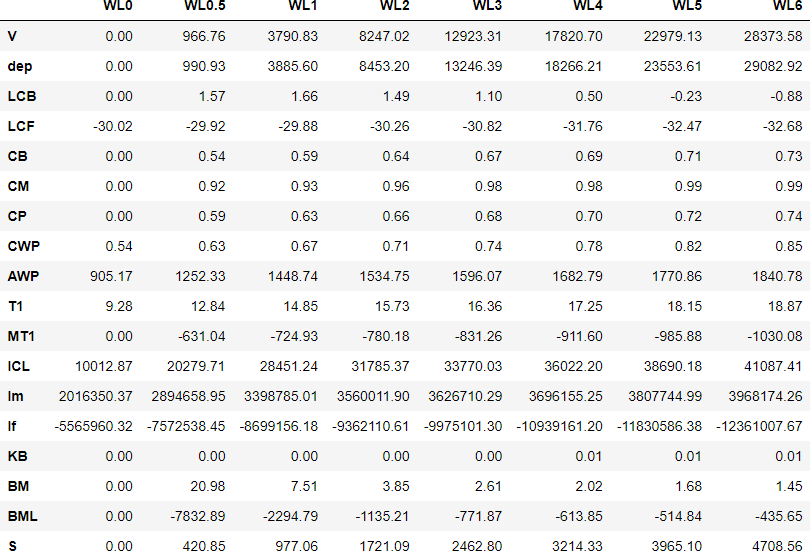 WL0 WL0.5 WL1 WL2 WL3 WL4 WL5 WL6
V 0.00 966.76 3790.83 8247.02 12923.31 17820.70 22979.13 28373.58
dep 0.00 990.93 3885.60 8453.20 13246.39 18266.21 23553.61 29082.92
LCB 0.00 1.57 1.66 1.49 1.10 0.50 -0.23 -0.88
LCF -30.02 -29.92 -29.88 -30.26 -30.82 -31.76 -32.47 -32.68
CB 0.00 0.54 0.59 0.64 0.67 0.69 0.71 0.73
CM 0.00 0.92 0.93 0.96 0.98 0.98 0.99 0.99
CP 0.00 0.59 0.63 0.66 0.68 0.70 0.72 0.74
CWP 0.54 0.63 0.67 0.71 0.74 0.78 0.82 0.85
AWP 905.17 1252.33 1448.74 1534.75 1596.07 1682.79 1770.86 1840.78
T1 9.28 12.84 14.85 15.73 16.36 17.25 18.15 18.87
MT1 0.00 -631.04 -724.93 -780.18 -831.26 -911.60 -985.88 -1030.08
ICL 10012.87 20279.71 28451.24 31785.37 33770.03 36022.20 38690.18 41087.41
Im 2016350.37 2894658.95 3398785.01 3560011.90 3626710.29 3696155.25 3807744.99 3968174.26
If -5565960.32 -7572538.45 -8699156.18 -9362110.61 -9975101.30 -10939161.20 -11830586.38 -12361007.67
KB 0.00 0.00 0.00 0.00 0.00 0.01 0.01 0.01
BM 0.00 20.98 7.51 3.85 2.61 2.02 1.68 1.45
BML 0.00 -7832.89 -2294.79 -1135.21 -771.87 -613.85 -514.84 -435.65
S 0.00 420.85 977.06 1721.09 2462.80 3214.33 3965.10 4708.56